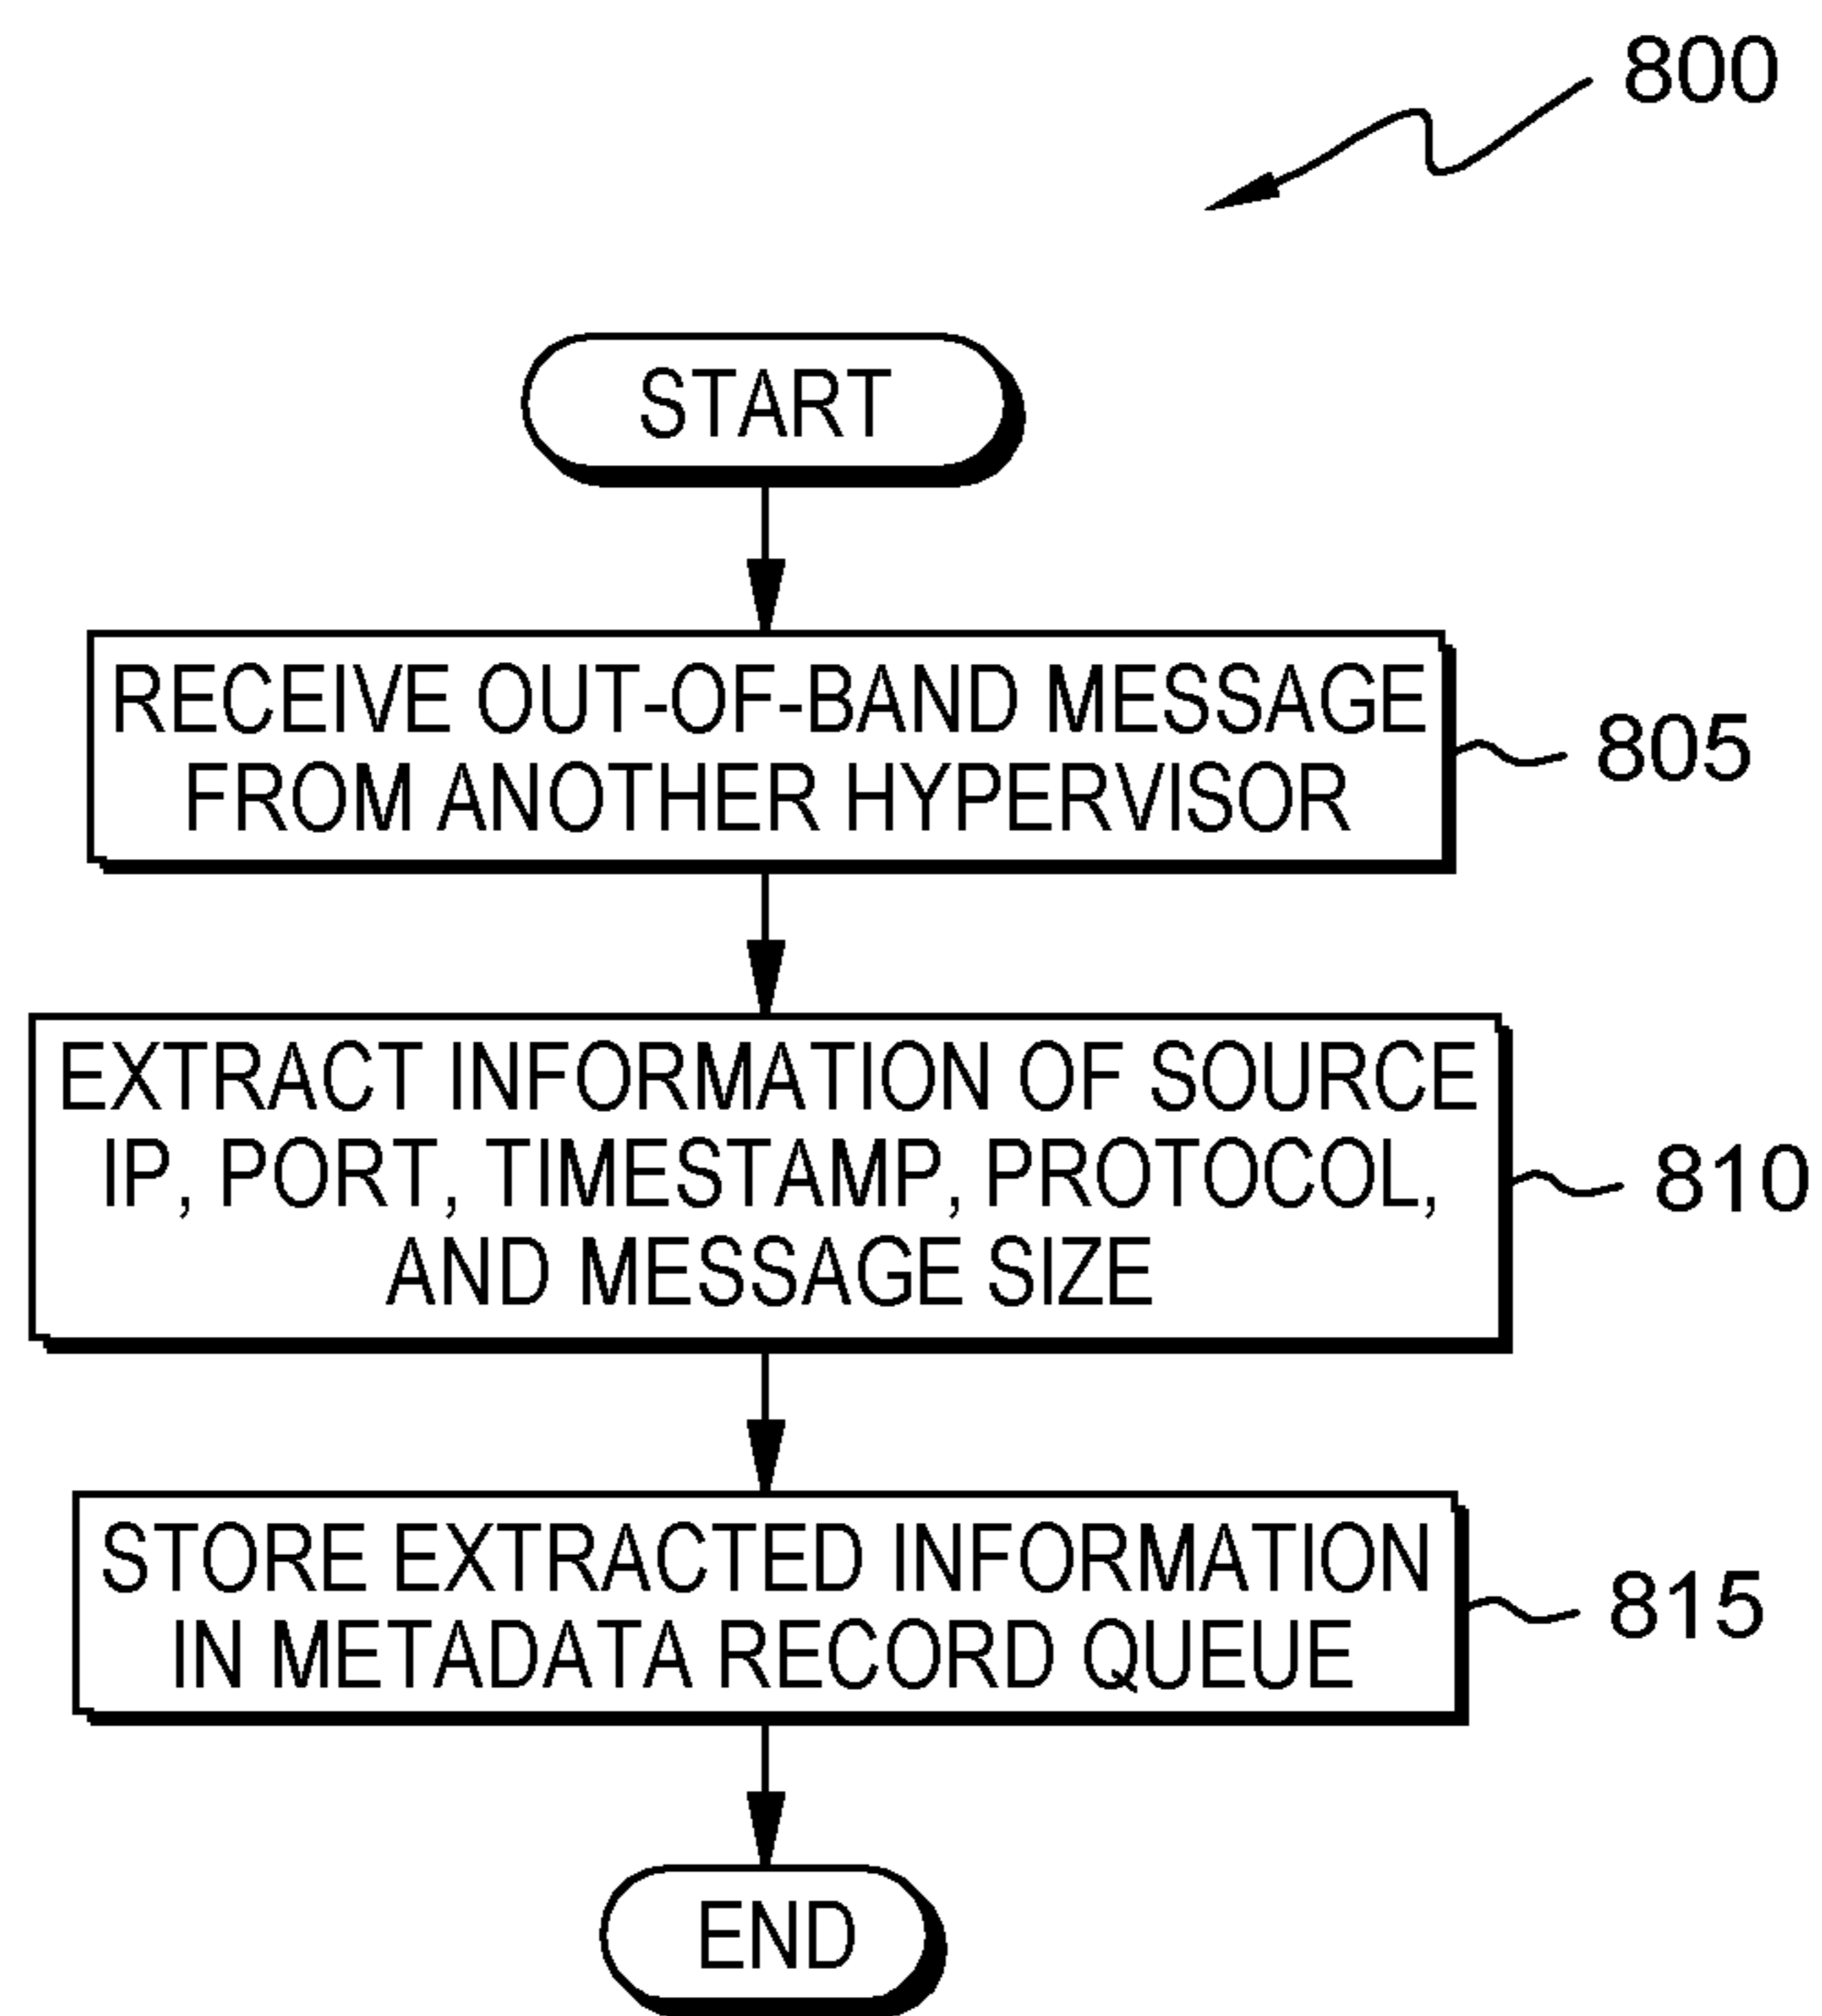 800
START
RECEIVE OUT-OF-BAND MESSAGE
FROM ANOTHER HYPERVISOR
805
EXTRACT INFORMATION OF SOURCE
IP, PORT, TIMESTAMP, PROTOCOL,
AND MESSAGE SIZE
810
STORE EXTRACTED INFORMATION
IN METADATA RECORD QUEUE
815
END